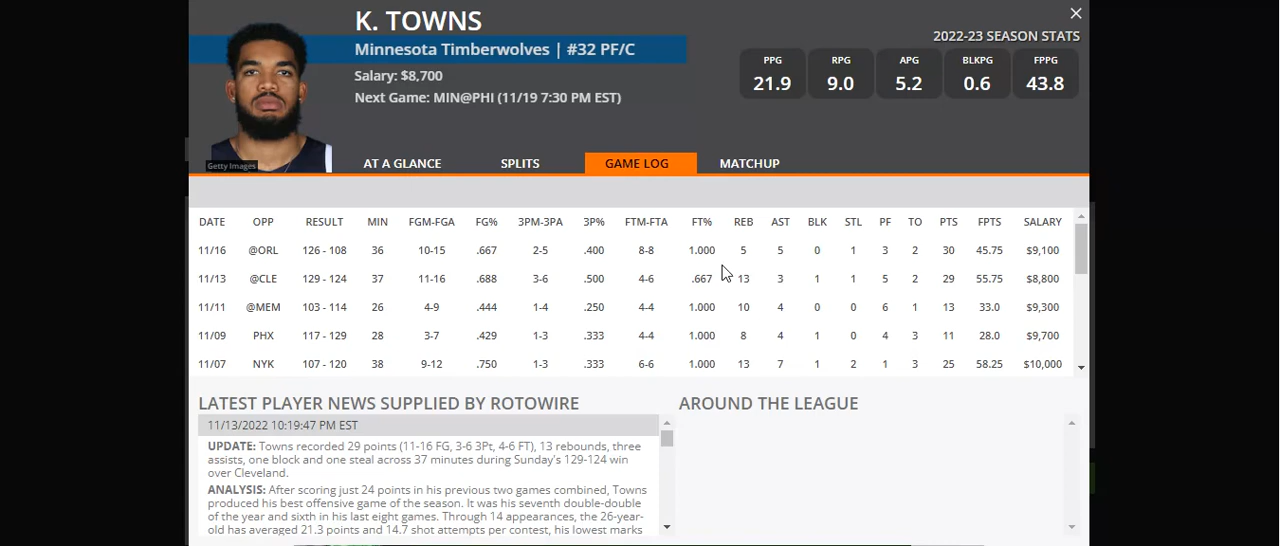 K. TOWNS
Minnesota Timberwolves | #32 PF/C
Salary: $8,700
Next Game: MIN@PHI (11/19 7:30 PM EST)
Getty Images
2022-23 SEASON STATS
PPG RPG APG BLKPG FPPG
21.9 9.0 5.2 0.6 43.8
AT A GLANCE SPLITS GAME LOG MATCHUP
DATE OPP RESULT MIN FGM-FGA FG% 3PM-3PA 3P% FTM-FTA FT% REB AST BLK STL PF TO PTS FPTS SALARY
11/16 @ORL 126 - 108 36 10-15 .667 2-5 .400 8-8 1.000 5 5 0 1 3 2 30 45.75 $9,100
11/13 @CLE 129 - 124 37 11-16 .688 3-6 .500 4-6 .667 13 3 1 1 5 2 29 55.75 $8,800
11/11 @MEM 103 - 114 26 4-9 .444 1-4 .250 4-4 1.000 10 4 0 0 6 1 13 33.0 $9,300
11/09 PHX 117 - 129 28 3-7 .429 1-3 .333 4-4 1.000 8 4 1 0 4 3 11 28.0 $9,700
11/07 NYK 107 - 120 38 9-12 .750 1-3 .333 6-6 1.000 13 7 1 2 1 3 25 58.25 $10,000
LATEST PLAYER NEWS SUPPLIED BY ROTOWIRE
11/13/2022 10:19:47 PM EST
UPDATE: Towns recorded 29 points (11-16 FG, 3-6 3Pt, 4-6 FT), 13 rebounds, three
assists, one block and one steal across 37 minutes during Sunday's 129-124 win
over Cleveland.
ANALYSIS: After scoring just 24 points in his previous two games combined, Towns
produced his best offensive game of the season. It was his seventh double-double
of the year and sixth in his last eight games. Through 14 appearances, the 26-year-
old has averaged 21.3 points and 14.7 shot attempts per contest, his lowest marks
AROUND THE LEAGUE